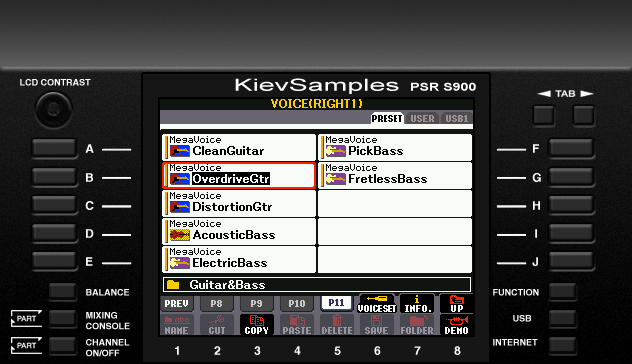 KievSamples PSR S900
LCD CONTRAST
VOICE(RIGHT1)
TAB
PRESET USER USB1
A
MegaVoice
CleanGuitar
MegaVoice
PickBass
F
B
MegaVoice
OverdriveGtr
MegaVoice
FretlessBass
G
C
MegaVoice
DistortionGtr
H
D
MegaVoice
AcousticBass
I
E
MegaVoice
ElectricBass
J
Guitar&Bass
BALANCE
PREV P8 P9 P10 P11 VOICESET INFO. UP
FUNCTION
PART
MIXING
CONSOLE
NAME CUT COPY PASTE DELETE SAVE FOLDER DEMO
USB
PART
CHANNEL
ON/OFF
1 2 3 4 5 6 7 8
INTERNET